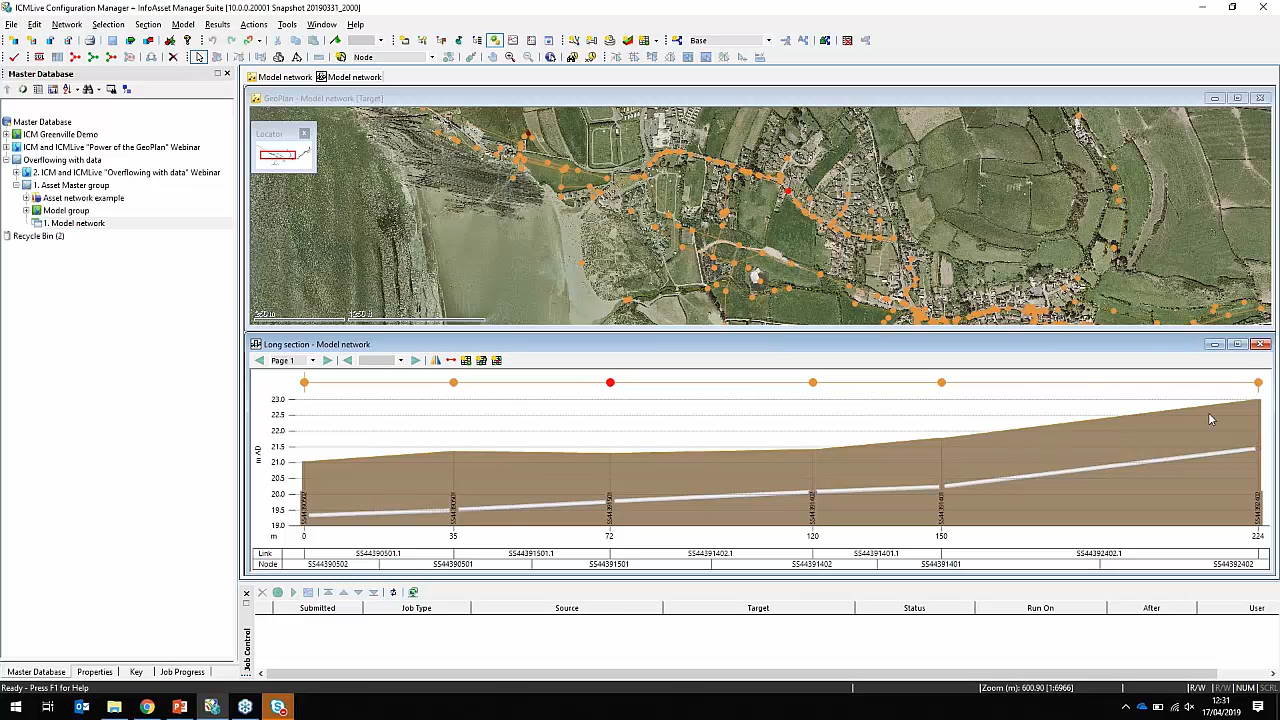 ICMLive Configuration Manager - InfoAsset Manager Suite [10.0.0.20001 Snapshot 20190331_2000]
File Edit Network Selection Section Model Results Actions Tools Window Help
Base
Node
Master Database
Model network Model network
GeoPlan - Model network [Target]
Locator
Master Database
ICM Greenville Demo
ICM and ICMLive "Power of the GeoPlan" Webinar
Overflowing with data
2. ICM and ICMLive "Overflowing with data" Webinar
1. Asset Master group
Asset network example
Model group
1. Model network
Recycle Bin (2)
Long section - Model network
Page 1
23.0
22.5
22.0
21.5
21.0
20.5
20.0
19.5
19.0
m AD
SS44390502 SS44390501 SS44391501 SS44391402 SS44391401 SS44392402
m 0 35 72 120 150 224
Link SS44390501.1 SS44391501.1 SS44391402.1 SS44391401.1 SS44392402.1
Node SS44390502 SS44390501 SS44391501 SS44391402 SS44391401 SS44392402
Job Control
Submitted Job Type Source Target Status Run On After User
Master Database Properties Key Job Progress
Ready - Press F1 for Help
Zoom (m): 600.90 [1:6966] R/W R/W NUM SCRL
12:31
17/04/2019